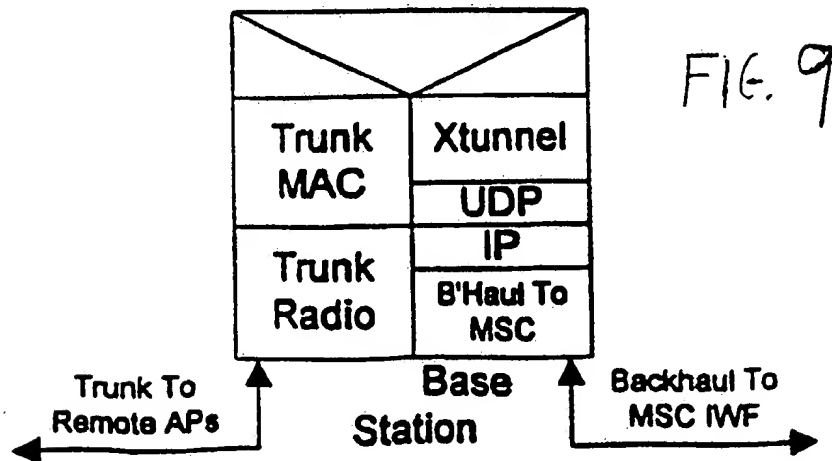 FIG. 9
Trunk
MAC
Xtunnel
UDP
IP
Trunk
Radio
B'Haul To
MSC
Trunk To
Remote APs
Base
Station
Backhaul To
MSC IWF